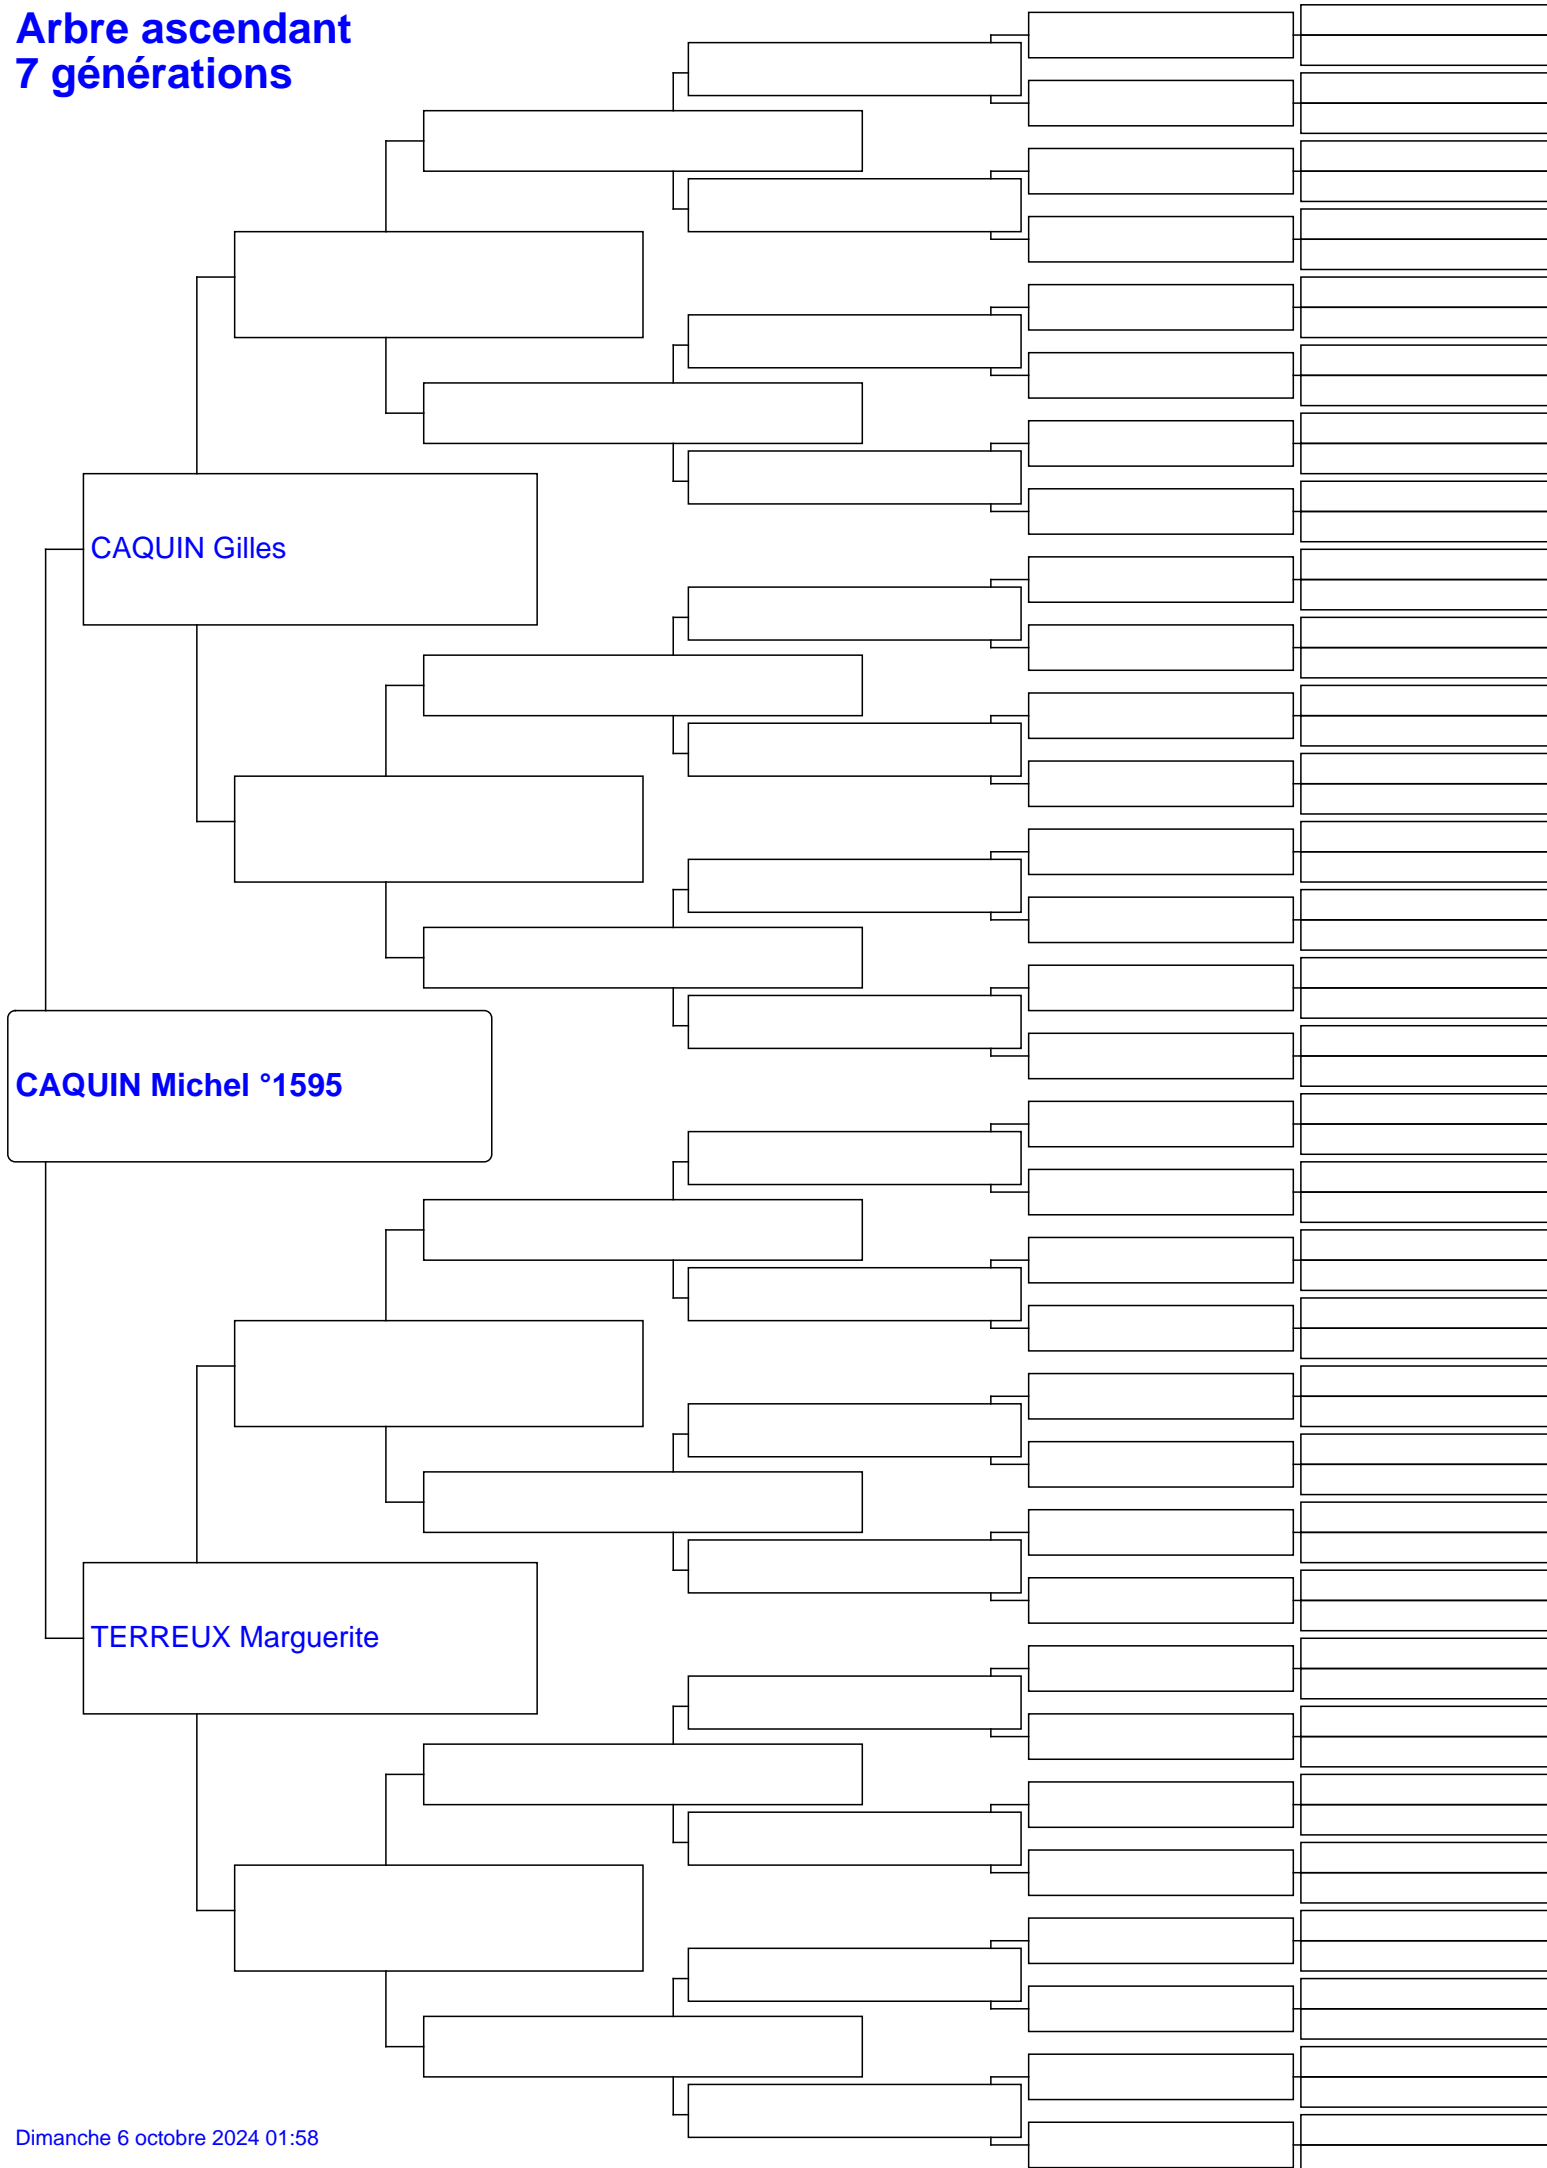 Arbre ascendant
7 générations
CAQUIN Gilles
CAQUIN Michel °1595
TERREUX Marguerite
Dimanche 6 octobre 2024 01:58